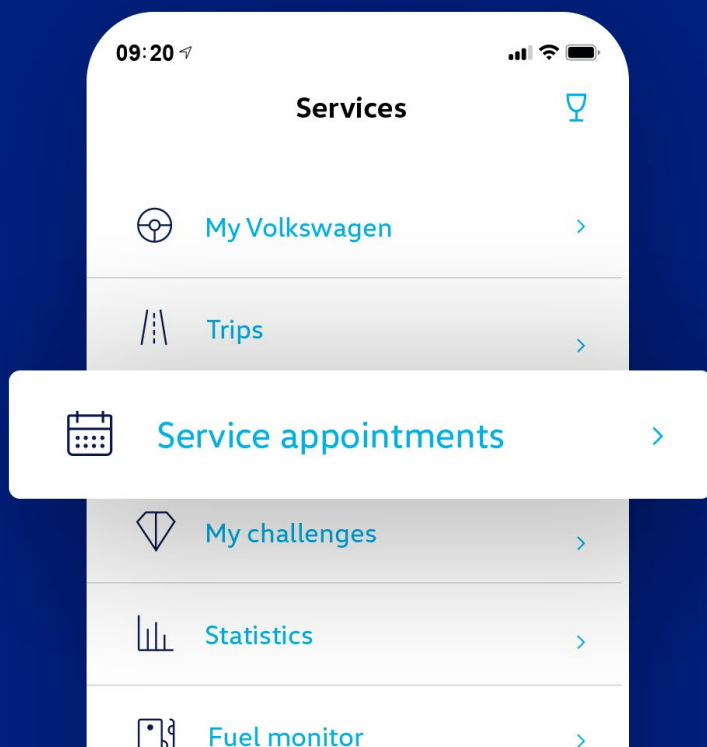 09:20
Services
My Volkswagen
Trips
Service appointments
My challenges
Statistics
Fuel monitor